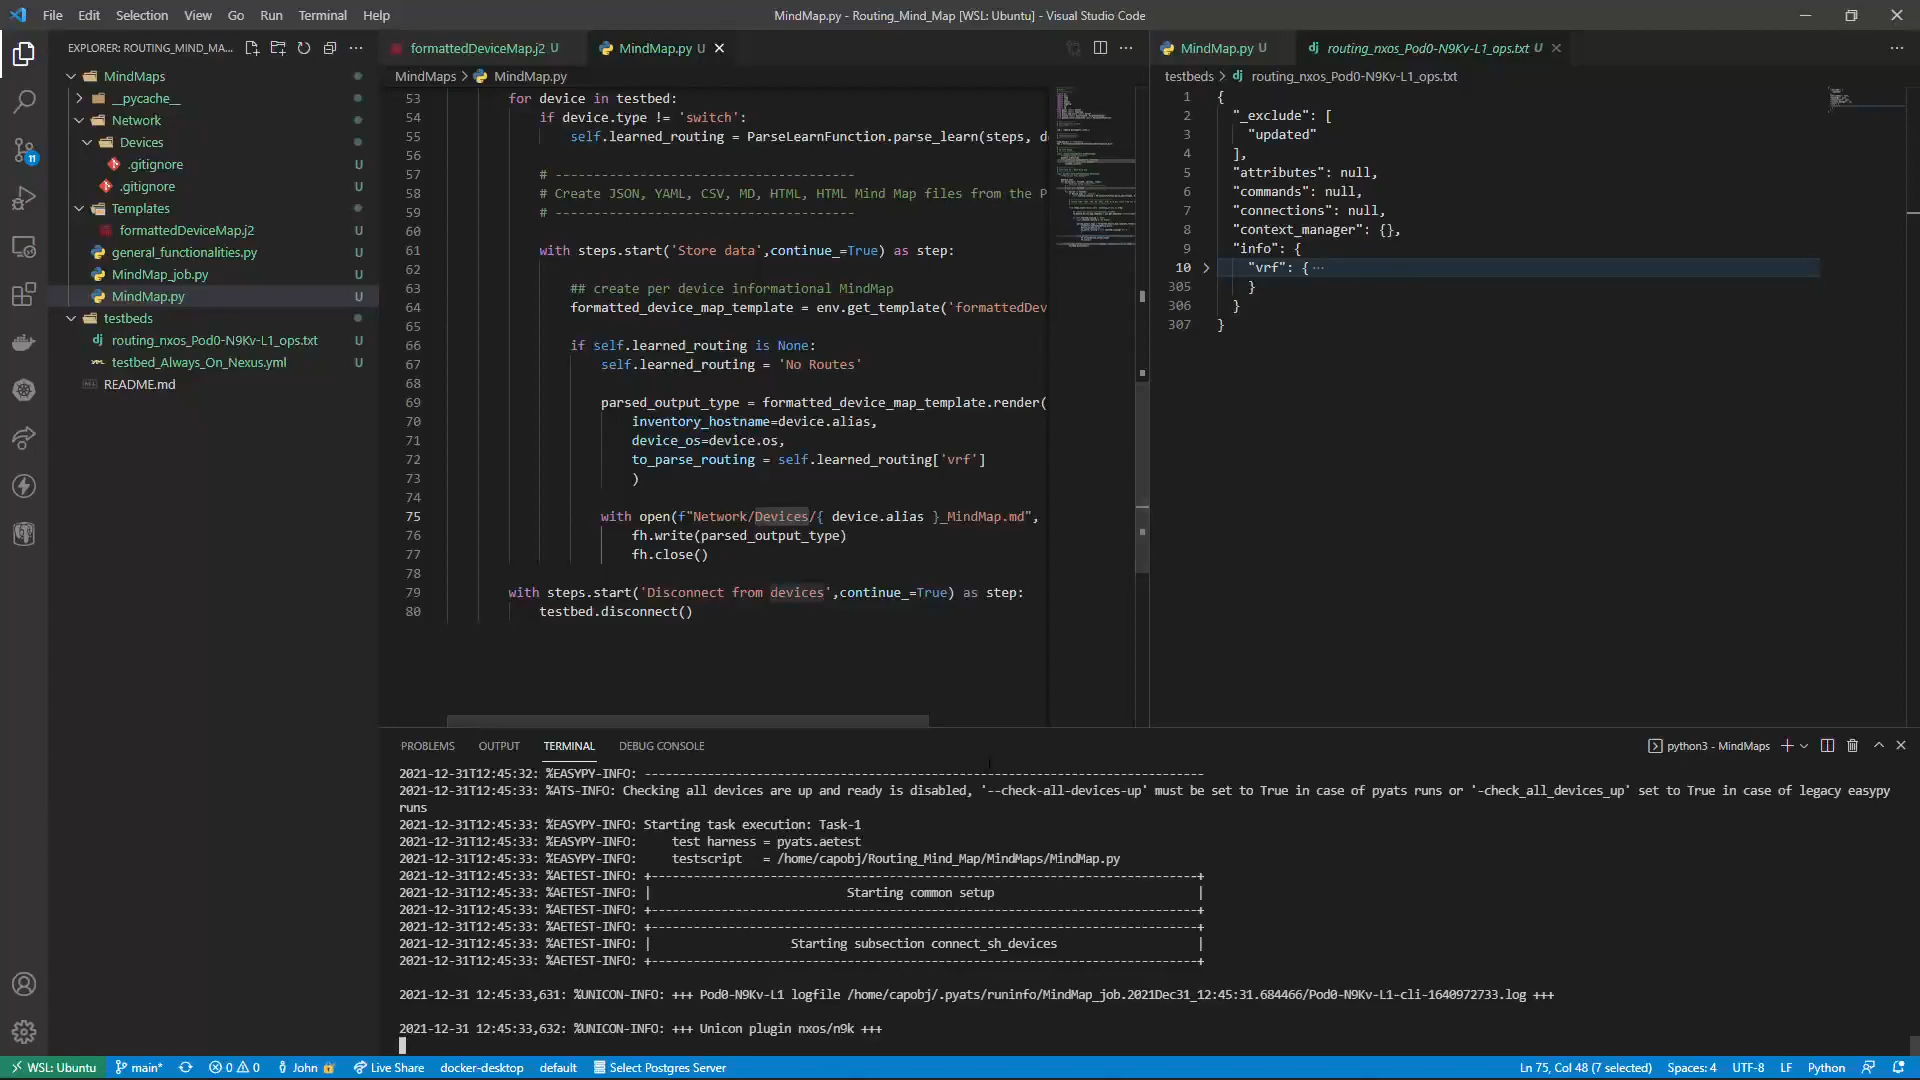 File Edit Selection View Go Run Terminal Help
MindMap.py - Routing_Mind_Map [WSL: Ubuntu] - Visual Studio Code
EXPLORER: ROUTING_MIND_MA...
MindMaps
__pycache__
Network
Devices
.gitignore U
.gitignore U
Templates
formattedDeviceMap.j2 U
general_functionalities.py U
MindMap_job.py U
MindMap.py U
testbeds
routing_nxos_Pod0-N9Kv-L1_ops.txt U
testbed_Always_On_Nexus.yml U
README.md
11
formattedDeviceMap.j2 U
MindMap.py U
MindMaps > MindMap.py
53 for device in testbed:
54 if device.type != 'switch':
55 self.learned_routing = ParseLearnFunction.parse_learn(steps, d
56
57 # ---------------------------------------
58 # Create JSON, YAML, CSV, MD, HTML, HTML Mind Map files from the P
59 # ---------------------------------------
60
61 with steps.start('Store data',continue_=True) as step:
62
63 ## create per device informational MindMap
64 formatted_device_map_template = env.get_template('formattedDev
65
66 if self.learned_routing is None:
67 self.learned_routing = 'No Routes'
68
69 parsed_output_type = formatted_device_map_template.render(
70 inventory_hostname=device.alias,
71 device_os=device.os,
72 to_parse_routing = self.learned_routing['vrf']
73 )
74
75 with open(f"Network/Devices/{ device.alias }_MindMap.md",
76 fh.write(parsed_output_type)
77 fh.close()
78
79 with steps.start('Disconnect from devices',continue_=True) as step:
80 testbed.disconnect()
MindMap.py U
routing_nxos_Pod0-N9Kv-L1_ops.txt U
testbeds > routing_nxos_Pod0-N9Kv-L1_ops.txt
1 {
2 "_exclude": [
3 "updated"
4 ],
5 "attributes": null,
6 "commands": null,
7 "connections": null,
8 "context_manager": {},
9 "info": {
10 "vrf": { ...
305 }
306 }
307 }
PROBLEMS OUTPUT TERMINAL DEBUG CONSOLE
python3 - MindMaps
2021-12-31T12:45:32: %EASYPY-INFO: --------------------------------------------------------------------------------
2021-12-31T12:45:33: %ATS-INFO: Checking all devices are up and ready is disabled, '--check-all-devices-up' must be set to True in case of pyats runs or '-check_all_devices_up' set to True in case of legacy easypy
runs
2021-12-31T12:45:33: %EASYPY-INFO: Starting task execution: Task-1
2021-12-31T12:45:33: %EASYPY-INFO: test harness = pyats.aetest
2021-12-31T12:45:33: %EASYPY-INFO: testscript = /home/capobj/Routing_Mind_Map/MindMaps/MindMap.py
2021-12-31T12:45:33: %AETEST-INFO: +------------------------------------------------------------------------------+
2021-12-31T12:45:33: %AETEST-INFO: | Starting common setup |
2021-12-31T12:45:33: %AETEST-INFO: +------------------------------------------------------------------------------+
2021-12-31T12:45:33: %AETEST-INFO: +------------------------------------------------------------------------------+
2021-12-31T12:45:33: %AETEST-INFO: | Starting subsection connect_sh_devices |
2021-12-31T12:45:33: %AETEST-INFO: +------------------------------------------------------------------------------+
2021-12-31 12:45:33,631: %UNICON-INFO: +++ Pod0-N9Kv-L1 logfile /home/capobj/.pyats/runinfo/MindMap_job.2021Dec31_12:45:31.684466/Pod0-N9Kv-L1-cli-1640972733.log +++
2021-12-31 12:45:33,632: %UNICON-INFO: +++ Unicon plugin nxos/n9k +++
WSL: Ubuntu main* 0 0 John Live Share docker-desktop default Select Postgres Server Ln 75, Col 48 (7 selected) Spaces: 4 UTF-8 LF Python